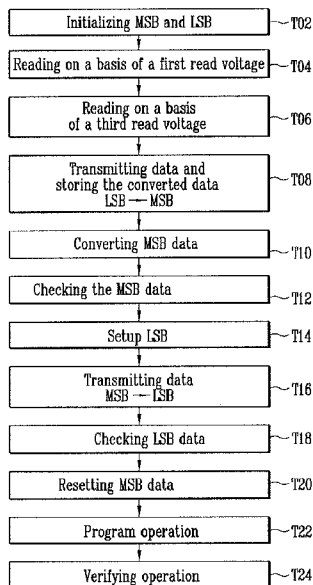 Initializing MSB and LSB
T02
Reading on a basis of a first read voltage
T04
Reading on a basis
of a third read voltage
T06
Transmitting data and
storing the converted data
LSB → MSB
T08
Converting MSB data
T10
Checking the MSB data
T12
Setup LSB
T14
Transmitting data
MSB → LSB
T16
Checking LSB data
T18
Resetting MSB data
T20
Program operation
T22
Verifying operation
T24